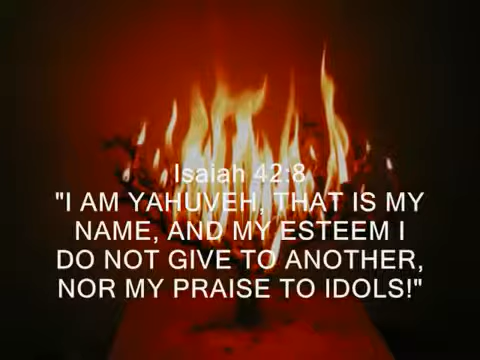 Isaiah 42:8
"I AM YAHUVEH, THAT IS MY
NAME, AND MY ESTEEM I
DO NOT GIVE TO ANOTHER,
NOR MY PRAISE TO IDOLS!"